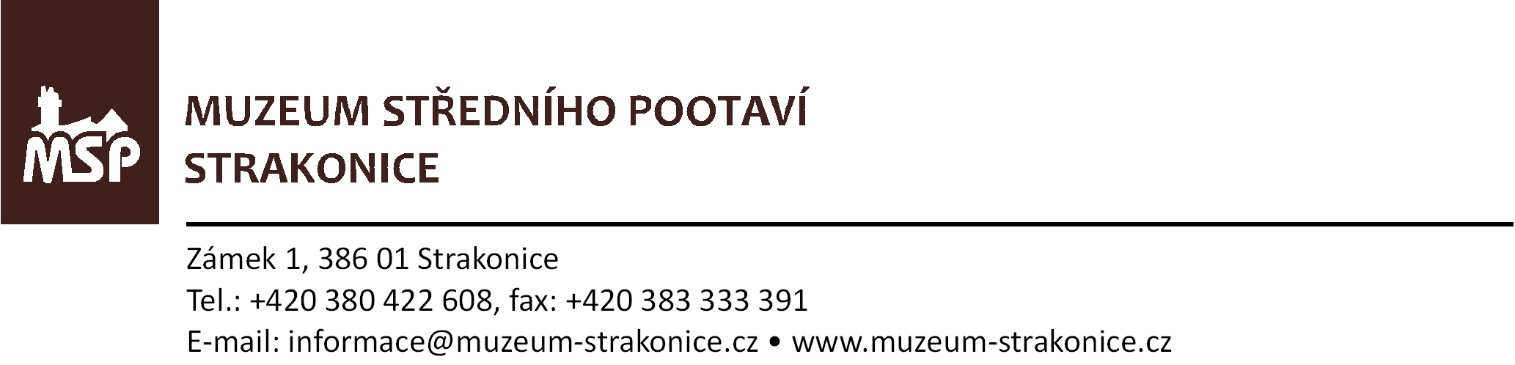 MSP
MUZEUM STŘEDNÍHO POOTAVÍ
STRAKONICE
Zámek 1, 386 01 Strakonice
Tel.: +420 380 422 608, fax: +420 383 333 391
E-mail: informace@muzeum-strakonice.cz • www.muzeum-strakonice.cz